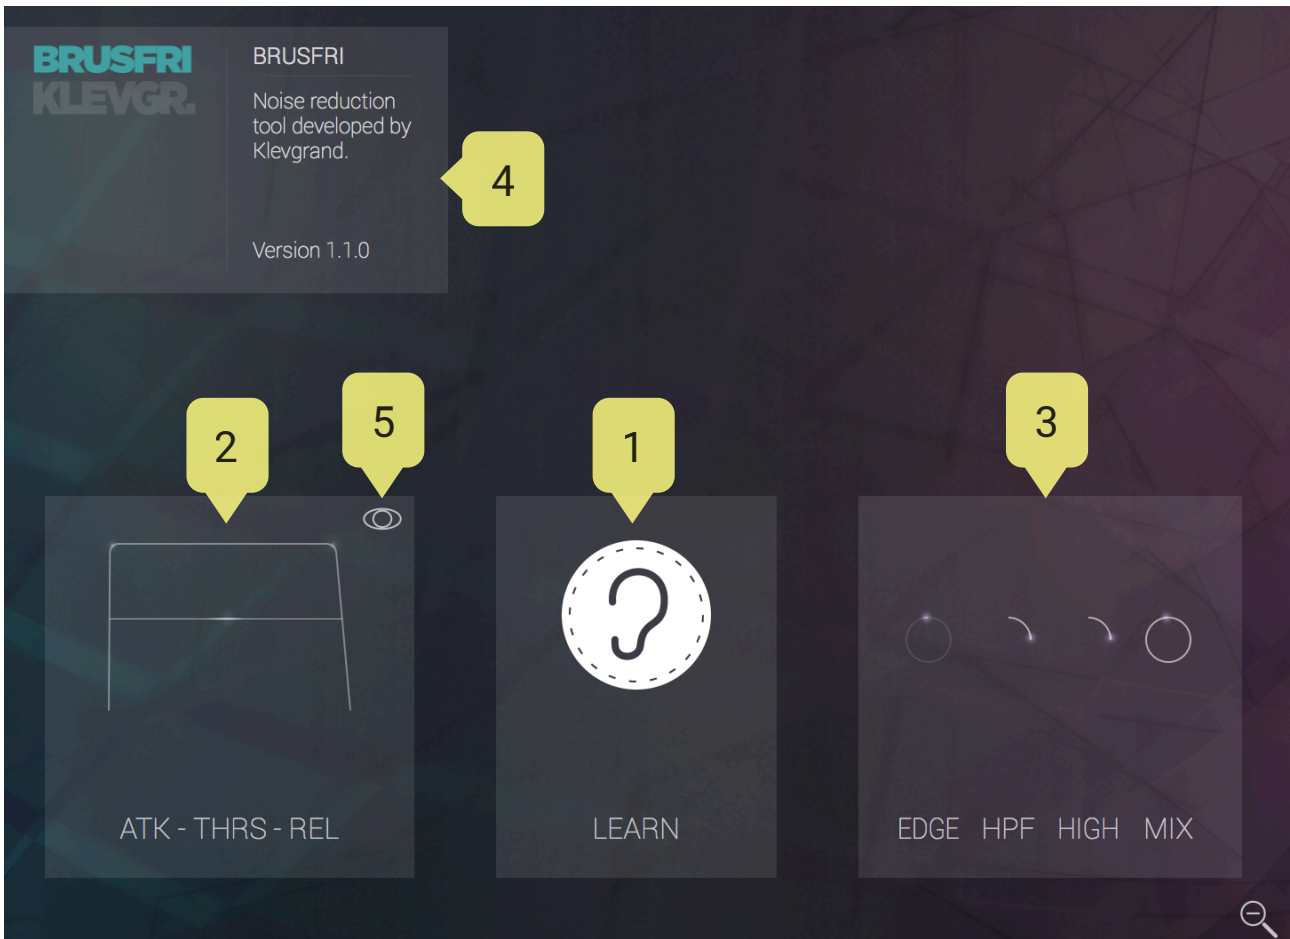 BRUSFRI
KLEVGR.
BRUSFRI
Noise reduction
tool developed by
Klevgrand.
Version 1.1.0
4
2
5
1
3
ATK - THRS - REL
LEARN
EDGE HPF HIGH MIX